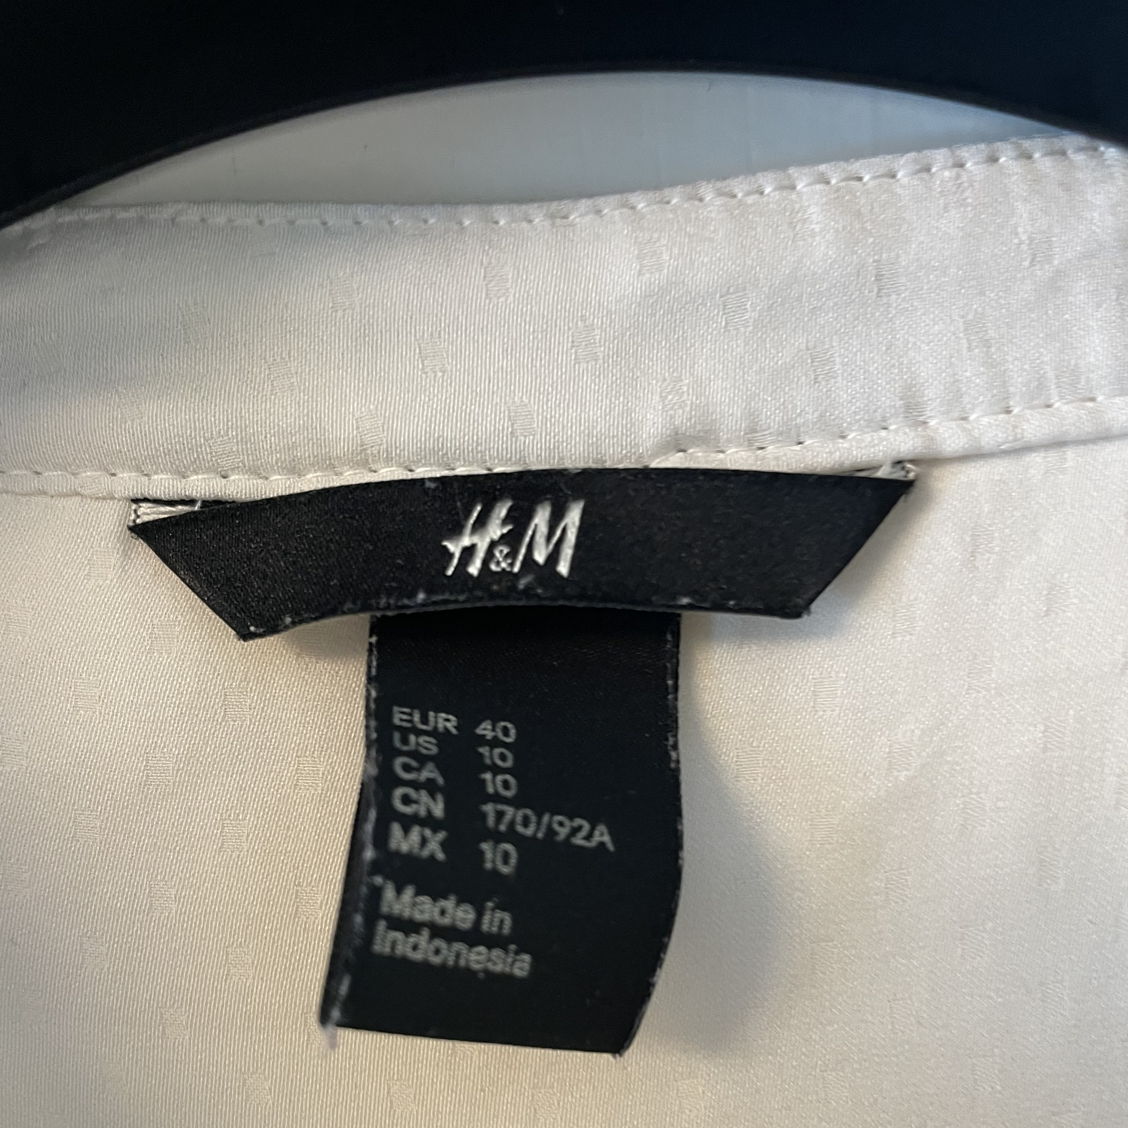 H&M
EUR 40
US 10
CA 10
CN 170/92A
MX 10
Made in
Indonesia